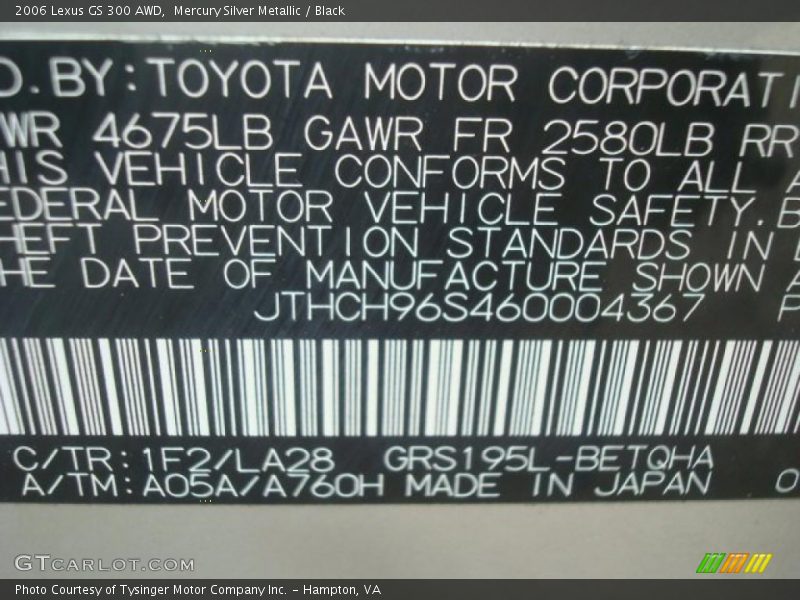 2006 Lexus GS 300 AWD, Mercury Silver Metallic / Black
D.BY:TOYOTA MOTOR CORPORATI
WR 4675LB GAWR FR 2580LB RR
HIS VEHICLE CONFORMS TO ALL A
EDERAL MOTOR VEHICLE SAFETY.B
HEFT PREVENTION STANDARDS IN
HE DATE OF MANUFACTURE SHOWN A
JTHCH96S460004367 P
C/TR:1F2/LA28 GRS195L-BETQHA
A/TM:A05A/A760H MADE IN JAPAN
GTCARLOT.COM
Photo Courtesy of Tysinger Motor Company Inc. - Hampton, VA